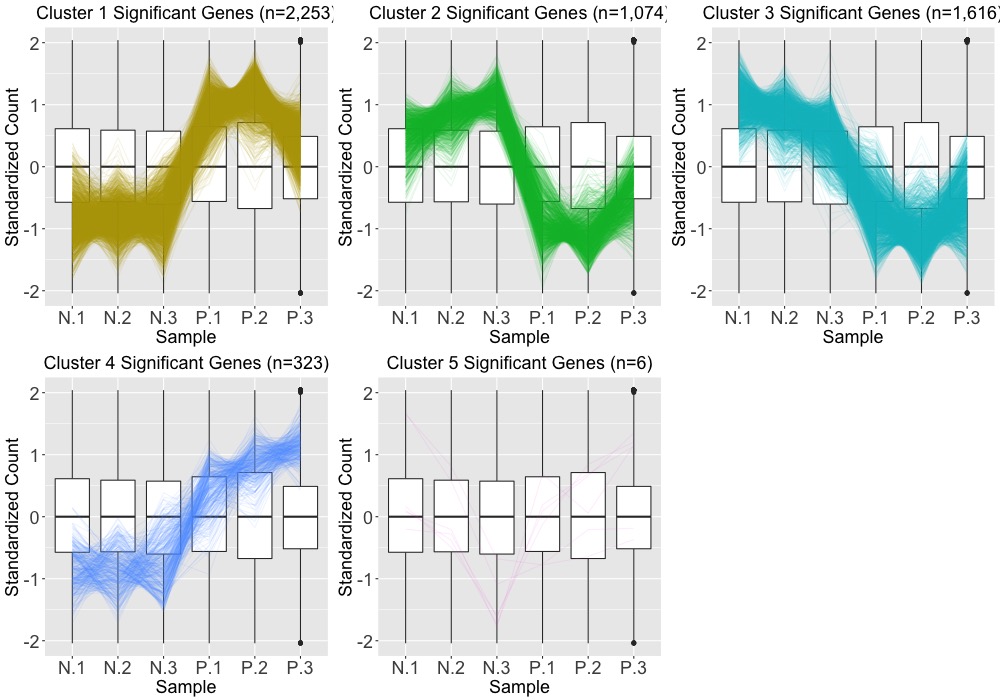 Cluster 1 Significant Genes (n=2,253)
Standardized Count
2
1
0
-1
-2
N.1 N.2 N.3 P.1 P.2 P.3
Sample
Cluster 2 Significant Genes (n=1,074)
Standardized Count
2
1
0
-1
-2
N.1 N.2 N.3 P.1 P.2 P.3
Sample
Cluster 3 Significant Genes (n=1,616)
Standardized Count
2
1
0
-1
-2
N.1 N.2 N.3 P.1 P.2 P.3
Sample
Cluster 4 Significant Genes (n=323)
Standardized Count
2
1
0
-1
-2
N.1 N.2 N.3 P.1 P.2 P.3
Sample
Cluster 5 Significant Genes (n=6)
Standardized Count
2
1
0
-1
-2
N.1 N.2 N.3 P.1 P.2 P.3
Sample